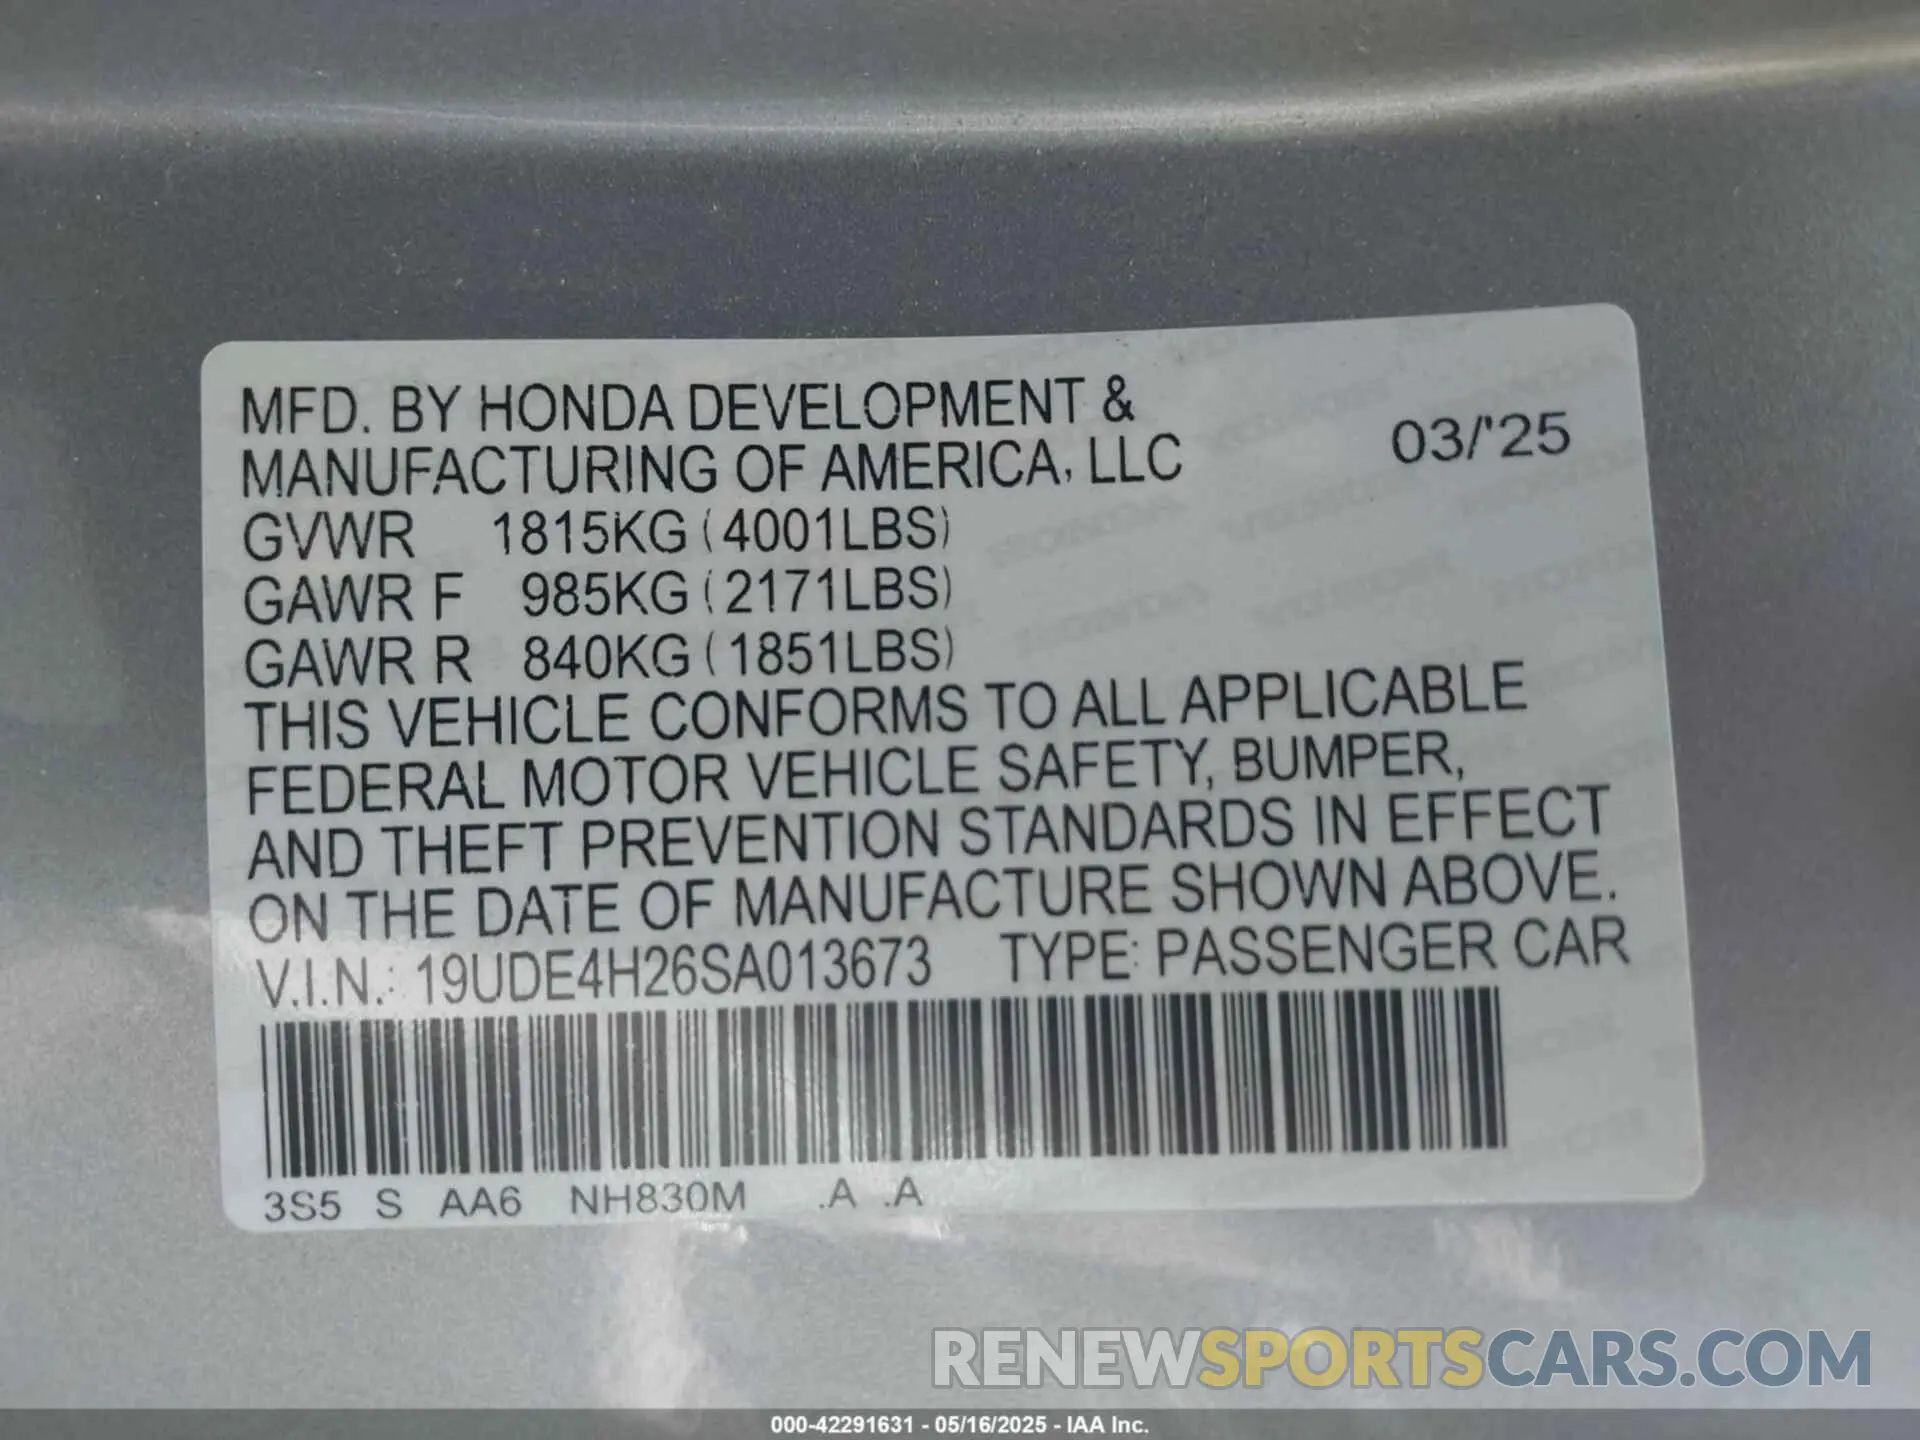 MFD. BY HONDA DEVELOPMENT &
MANUFACTURING OF AMERICA, LLC 03/'25
GVWR 1815KG (4001LBS)
GAWR F 985KG (2171LBS)
GAWR R 840KG (1851LBS)
THIS VEHICLE CONFORMS TO ALL APPLICABLE
FEDERAL MOTOR VEHICLE SAFETY, BUMPER,
AND THEFT PREVENTION STANDARDS IN EFFECT
ON THE DATE OF MANUFACTURE SHOWN ABOVE.
V.I.N.: 19UDE4H26SA013673 TYPE: PASSENGER CAR
3S5 S AA6 NH830M .A .A
RENEWSPORTSCARS.COM
000-42291631 - 05/16/2025 - IAA Inc.